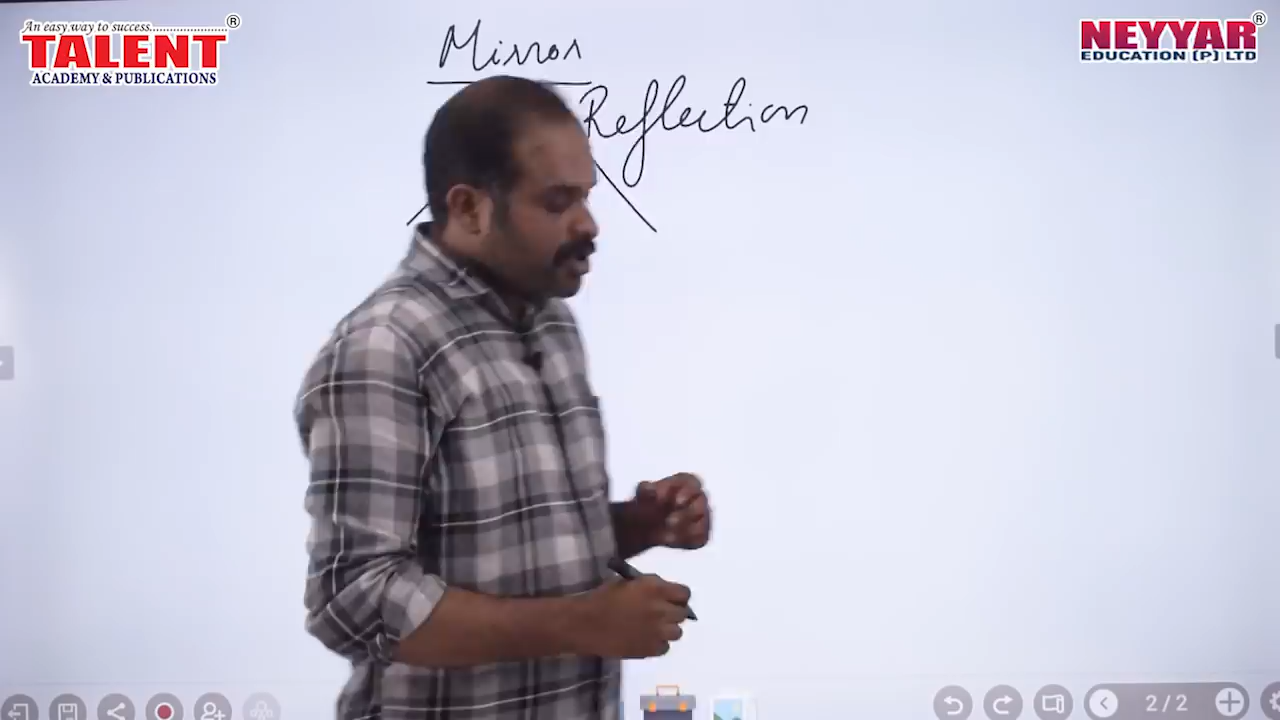 An easy way to success.......................
TALENT ®
ACADEMY & PUBLICATIONS
NEYYAR ®
EDUCATION (P) LTD
Mirror
Reflection
2/2